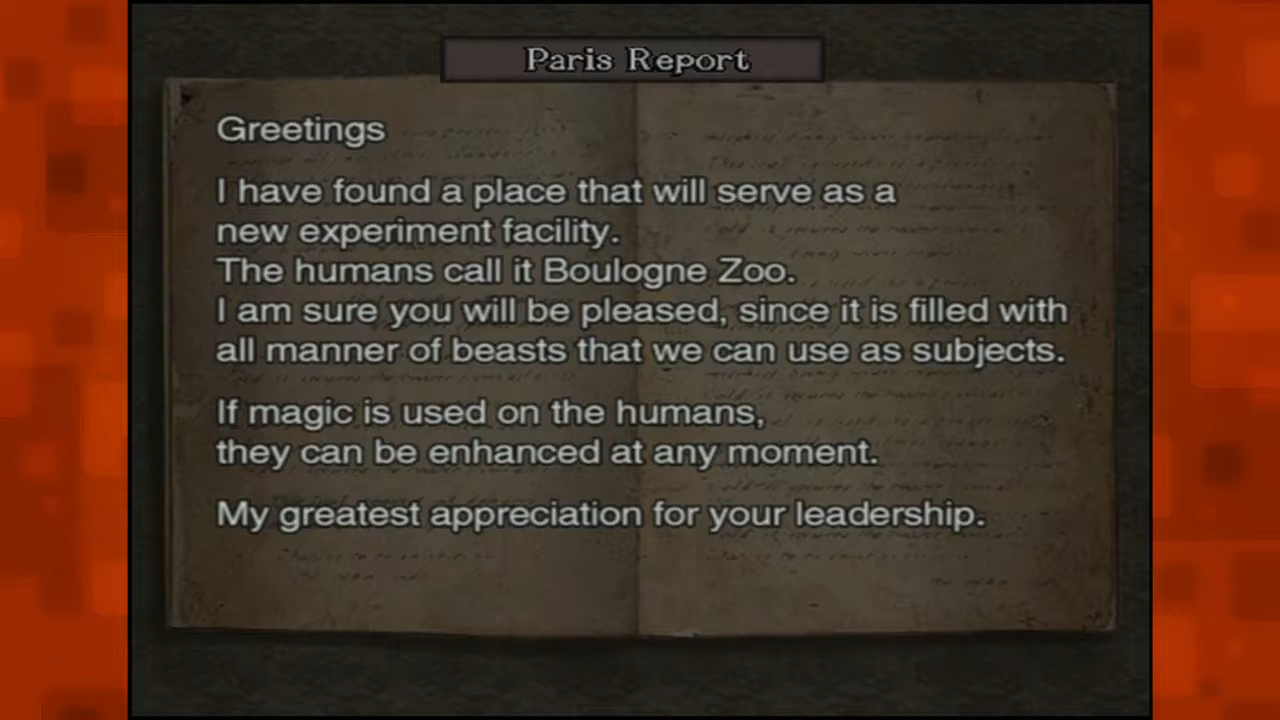 Paris Report
Greetings
I have found a place that will serve as a
new experiment facility.
The humans call it Boulogne Zoo.
I am sure you will be pleased, since it is filled with
all manner of beasts that we can use as subjects.
If magic is used on the humans,
they can be enhanced at any moment.
My greatest appreciation for your leadership.